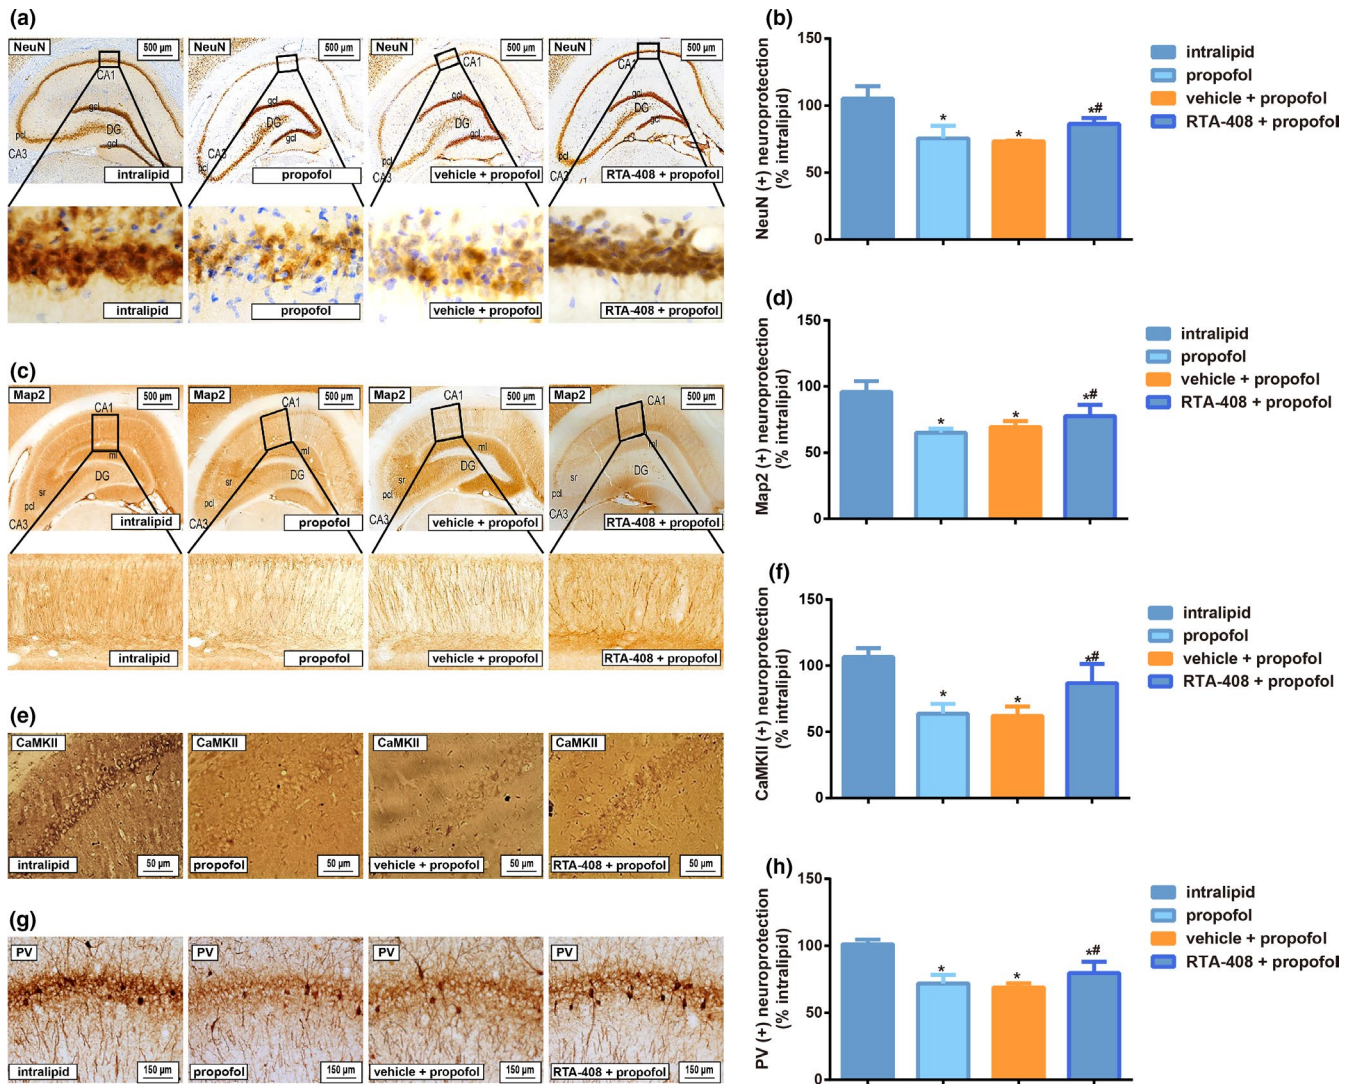 (a)
NeuN
500 µm
CA1
gcl
DG
gcl
pcl
CA3
intralipid
NeuN
500 µm
CA1
gcl
DG
gcl
CA3
pcl
propofol
NeuN
500 µm
CA1
gcl
DG
gcl
pcl
CA3
vehicle + propofol
NeuN
500 µm
CA1
gcl
DG
gcl
pcl
CA3
RTA-408 + propofol
intralipid
propofol
vehicle + propofol
RTA-408 + propofol
(b)
NeuN (+) neuroprotection
(% intralipid)
150
100
50
0
*
*
*#
intralipid
propofol
vehicle + propofol
RTA-408 + propofol
(c)
Map2
500 µm
CA1
ml
DG
sr
pcl
CA3
intralipid
Map2
500 µm
CA1
ml
DG
sr
pcl
CA3
propofol
Map2
500 µm
CA1
ml
DG
sr
pcl
CA3
vehicle + propofol
Map2
500 µm
CA1
ml
DG
sr
pcl
CA3
RTA-408 + propofol
intralipid
propofol
vehicle + propofol
RTA-408 + propofol
(d)
Map2 (+) neuroprotection
(% intralipid)
150
100
50
0
*
*
*#
intralipid
propofol
vehicle + propofol
RTA-408 + propofol
(e)
CaMKII
intralipid
50 µm
CaMKII
propofol
50 µm
CaMKII
vehicle + propofol
50 µm
CaMKII
RTA-408 + propofol
50 µm
(f)
CaMKII (+) neuroprotection
(% intralipid)
150
100
50
0
*
*
*#
intralipid
propofol
vehicle + propofol
RTA-408 + propofol
(g)
PV
intralipid
150 µm
PV
propofol
150 µm
PV
vehicle + propofol
150 µm
PV
RTA-408 + propofol
150 µm
(h)
PV (+) neuroprotection
(% intralipid)
150
100
50
0
*
*
*#
intralipid
propofol
vehicle + propofol
RTA-408 + propofol